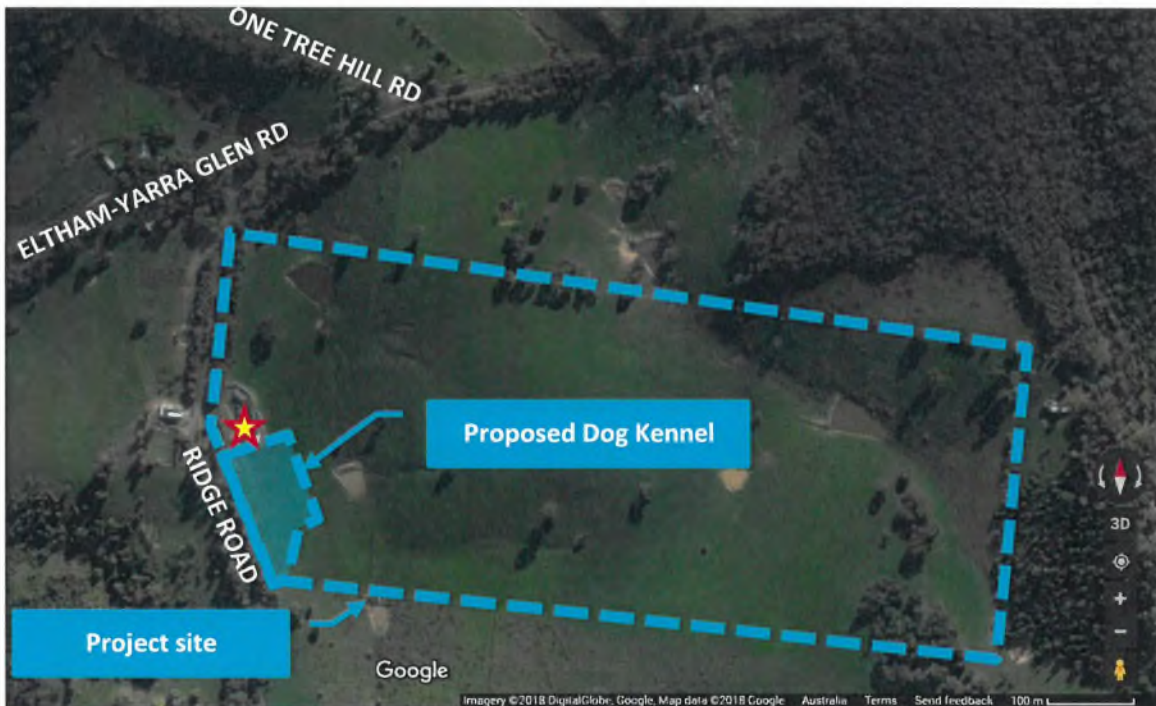 ONE TREE HILL RD
ELTHAM-YARRA GLEN RD
Proposed Dog Kennel
RIDGE ROAD
3D
Project site
Google
Imagery ©2018 DigitalGlobe, Google, Map data ©2018 Google Australia Terms Send feedback 100 m